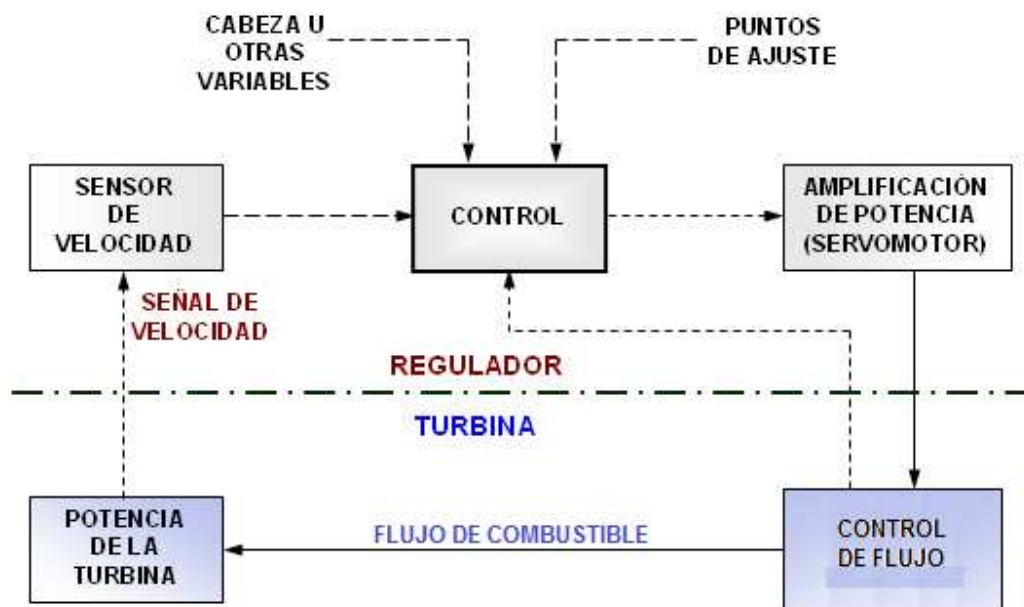 CABEZA U
OTRAS
VARIABLES
PUNTOS
DE AJUSTE
SENSOR
DE
VELOCIDAD
CONTROL
AMPLIFICACIÓN
DE POTENCIA
(SERVOMOTOR)
SEÑAL DE
VELOCIDAD
REGULADOR
TURBINA
POTENCIA
DE LA
TURBINA
FLUJO DE COMBUSTIBLE
CONTROL
DE FLUJO